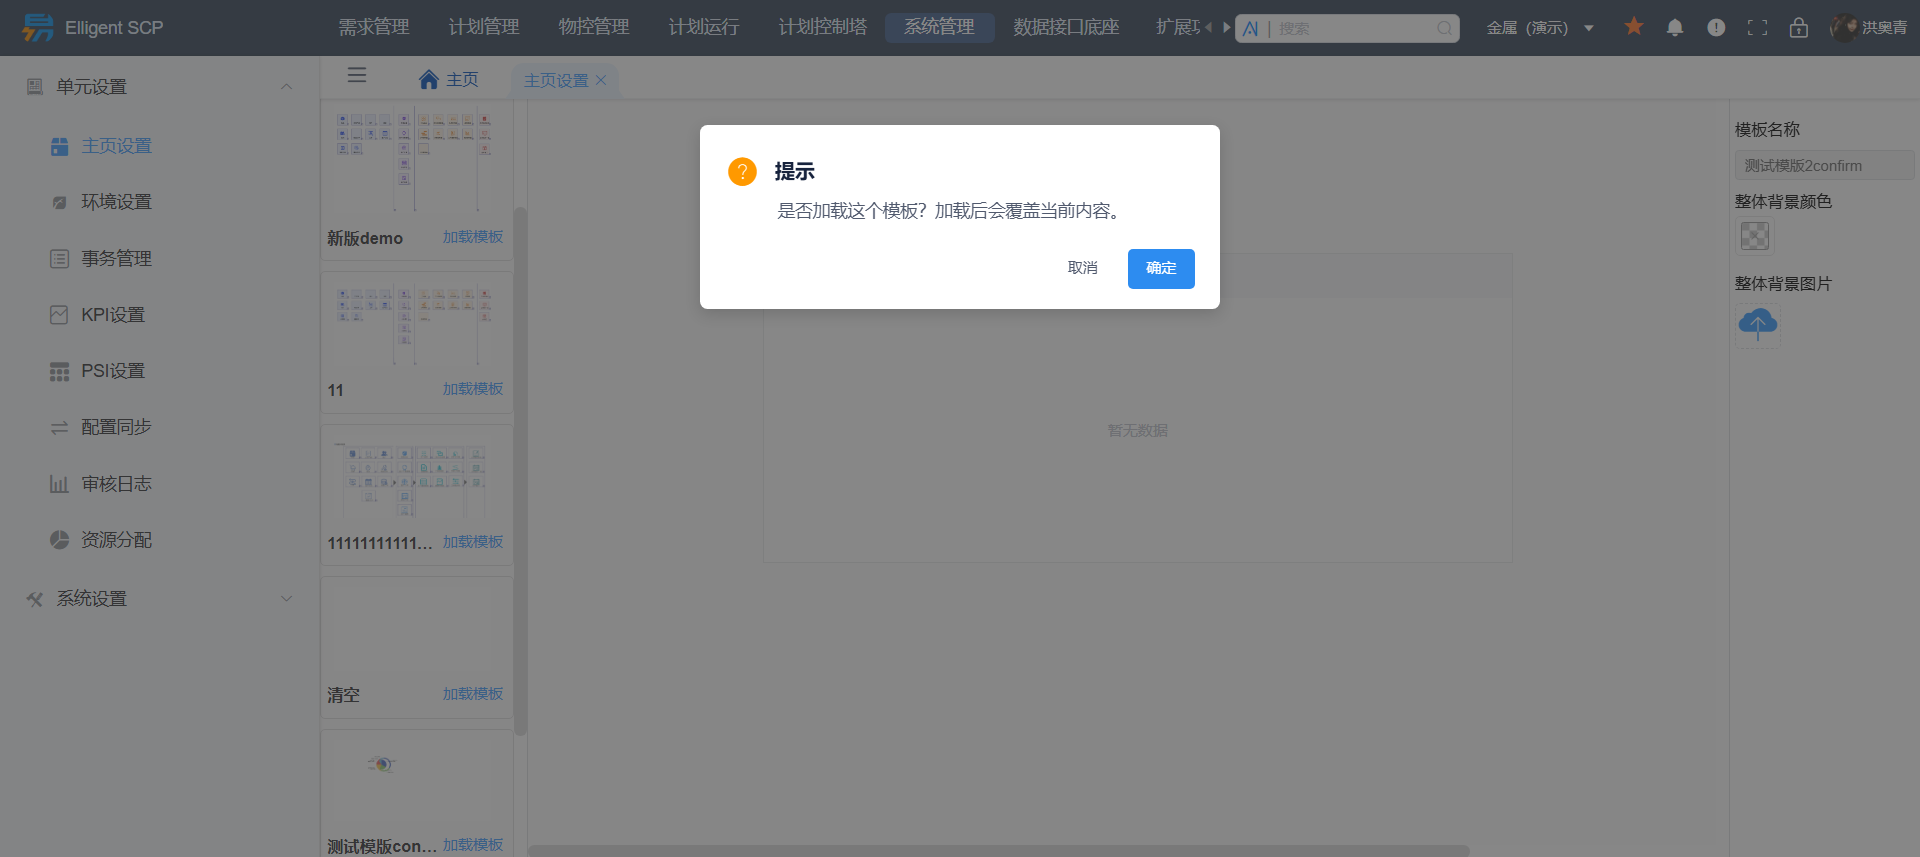 Elligent SCP
需求管理
计划管理
物控管理
计划运行
计划控制塔
系统管理
数据接口底座
扩展
搜索
金属（演示）
洪奥青
单元设置
主页设置
环境设置
事务管理
KPI设置
PSI设置
配置同步
审核日志
资源分配
系统设置
主页
主页设置
新版demo 加载模板
11 加载模板
11111111111... 加载模板
清空 加载模板
测试模版con... 加载模板
提示
是否加载这个模板？加载后会覆盖当前内容。
取消 确定
暂无数据
模板名称
测试模版2confirm
整体背景颜色
整体背景图片